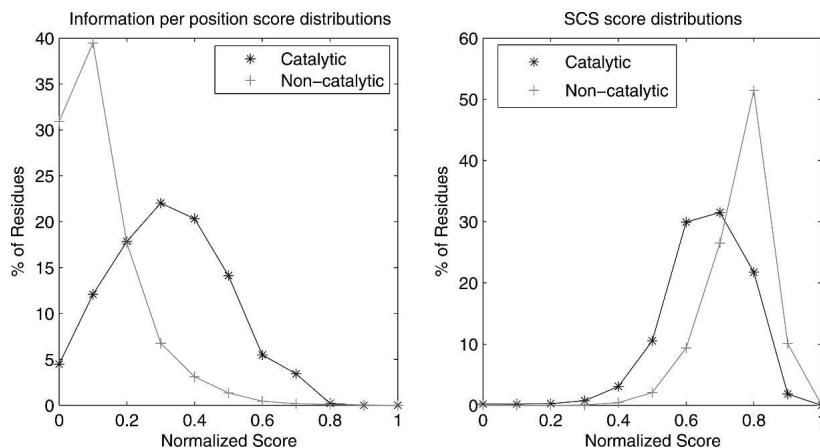 Information per position score distributions
40
35
30
25
20
15
10
5
0
% of Residues
Catalytic
Non-catalytic
0
0.2
0.4
0.6
0.8
1
Normalized Score
SCS score distributions
60
50
40
30
20
10
0
% of Residues
Catalytic
Non-catalytic
0
0.2
0.4
0.6
0.8
1
Normalized Score